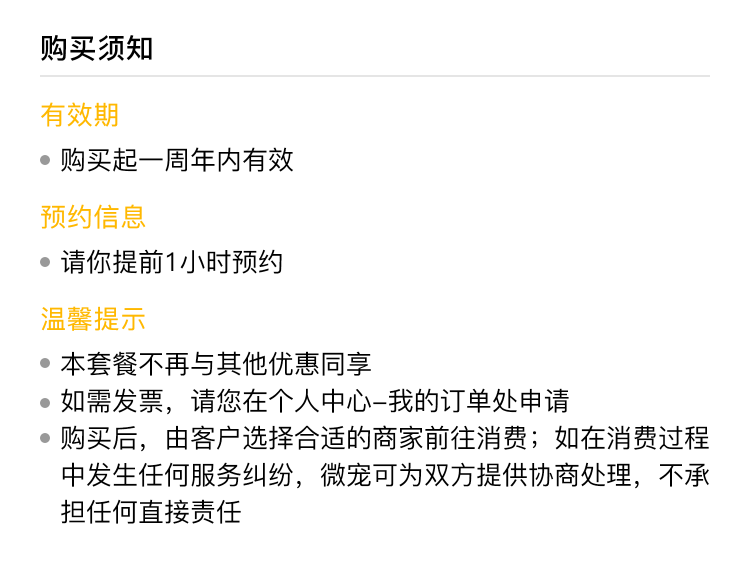 购买须知
有效期
购买起一周年内有效
预约信息
请你提前1小时预约
温馨提示
本套餐不再与其他优惠同享
如需发票，请您在个人中心–我的订单处申请
购买后，由客户选择合适的商家前往消费；如在消费过程
中发生任何服务纠纷，微宠可为双方提供协商处理，不承
担任何直接责任